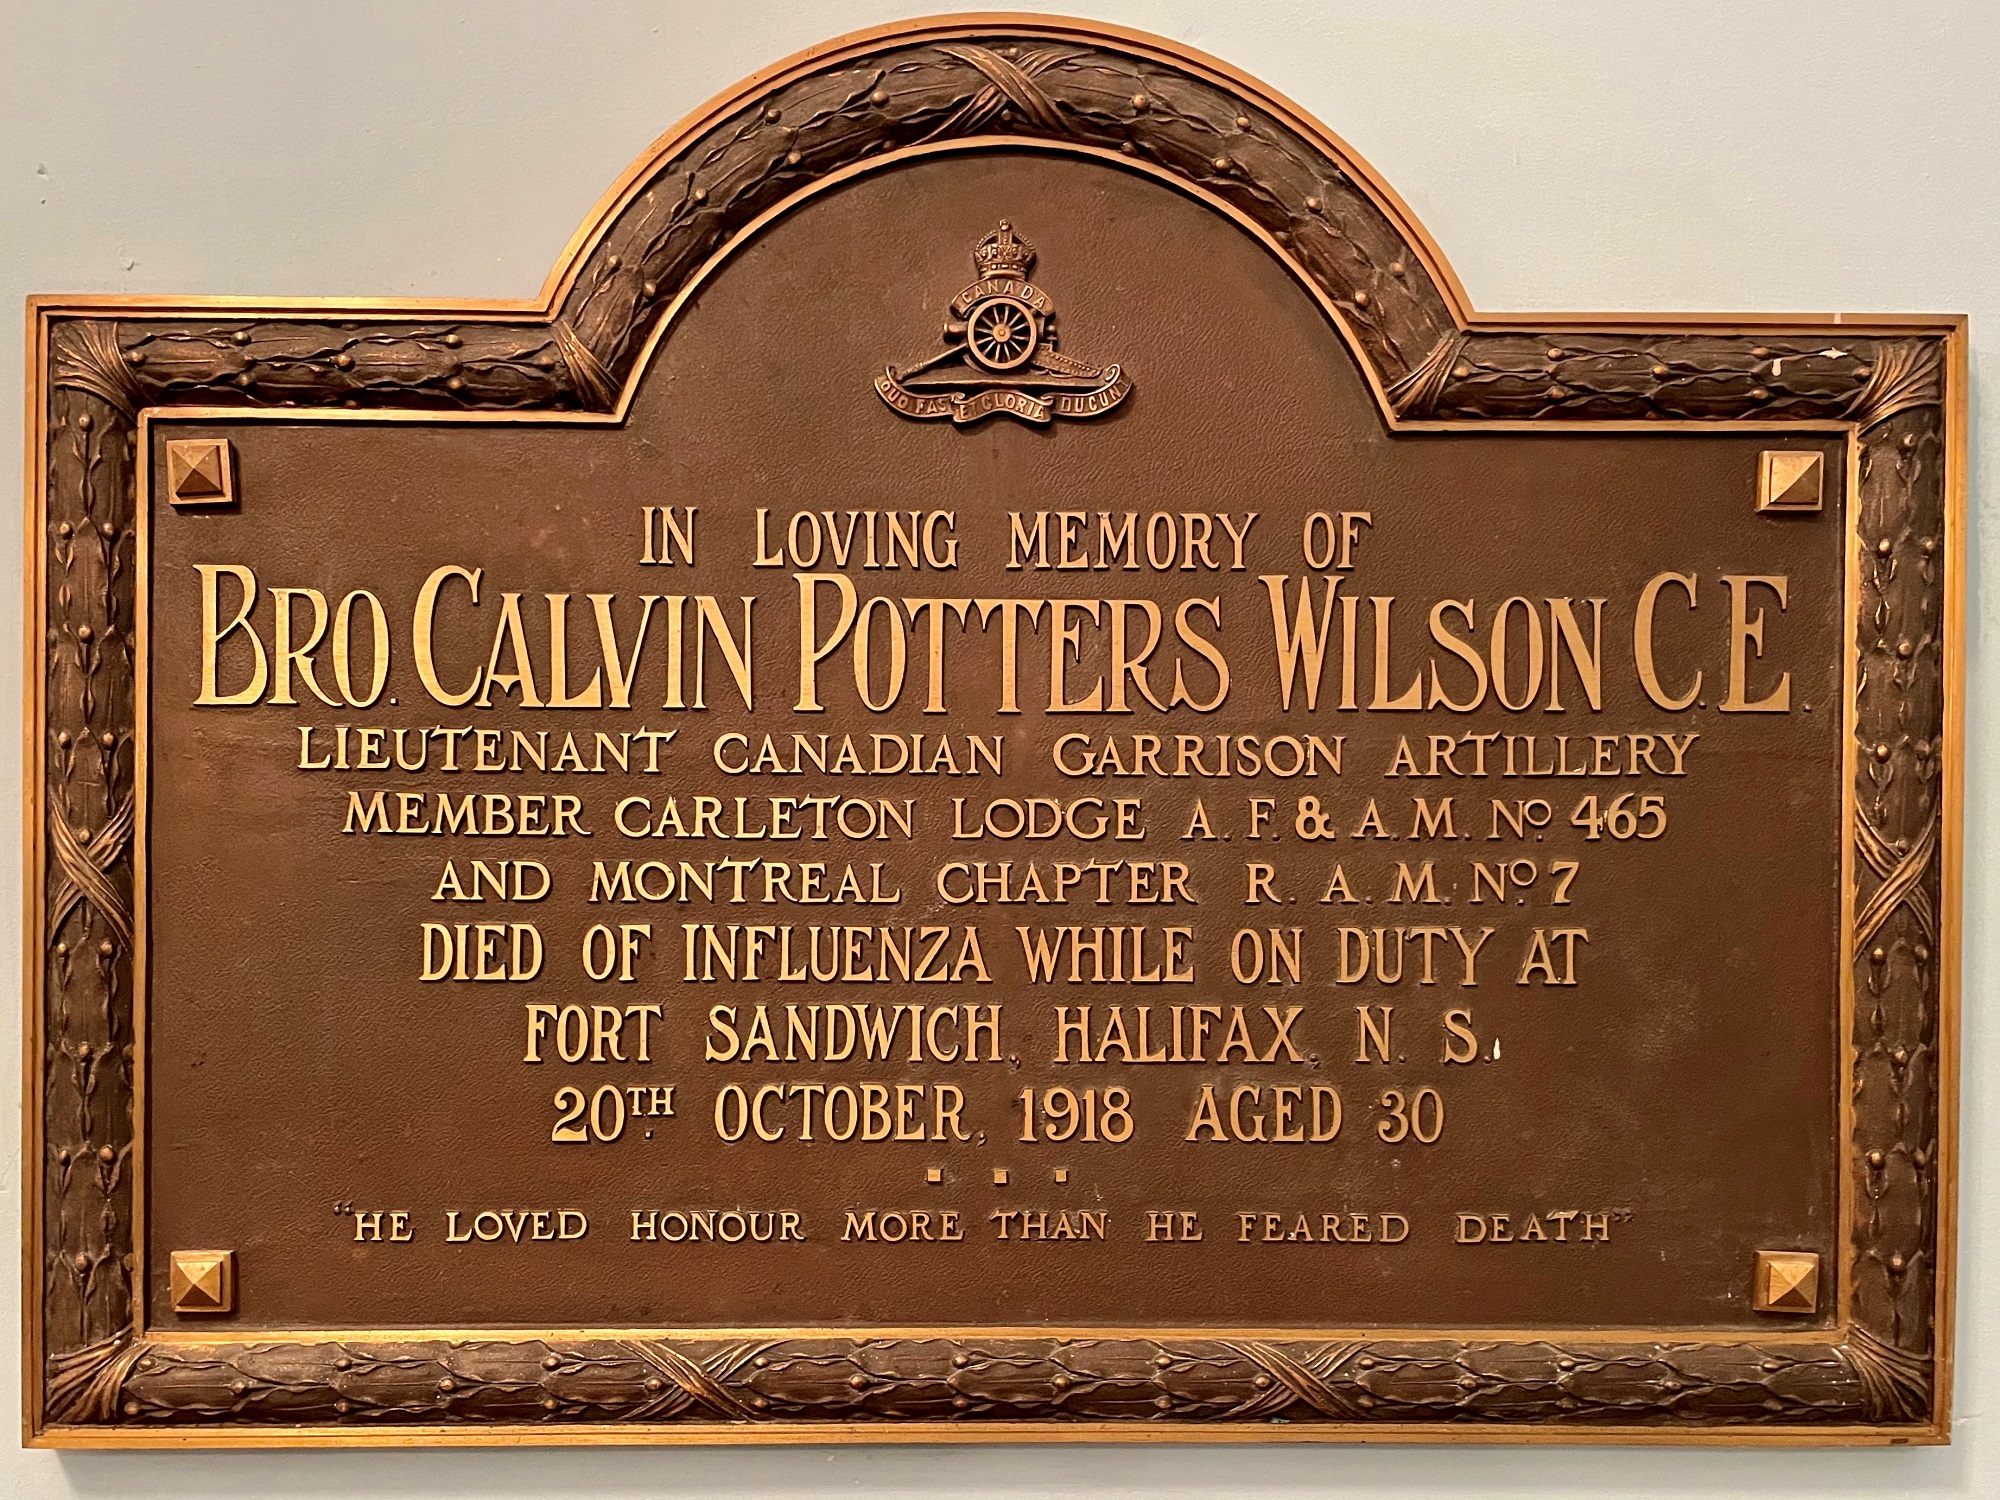 CANADA
QUO FAS ET GLORIA DUCUNT
IN LOVING MEMORY OF
BRO. CALVIN POTTERS WILSON C.E.
LIEUTENANT CANADIAN GARRISON ARTILLERY
MEMBER CARLETON LODGE A. F. & A. M. NO. 465
AND MONTREAL CHAPTER R. A. M. NO. 7
DIED OF INFLUENZA WHILE ON DUTY AT
FORT SANDWICH, HALIFAX, N. S.,
20TH OCTOBER, 1918 AGED 30
"HE LOVED HONOUR MORE THAN HE FEARED DEATH"